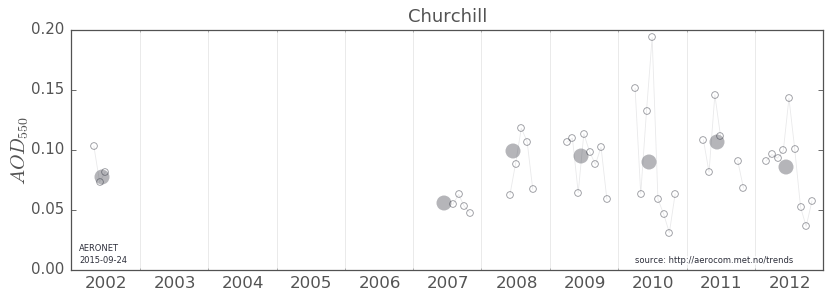 Churchill
0.20
0.15
0.10
0.05
0.00
AOD550
AERONET
2015-09-24
source: http://aerocom.met.no/trends
2002 2003 2004 2005 2006 2007 2008 2009 2010 2011 2012